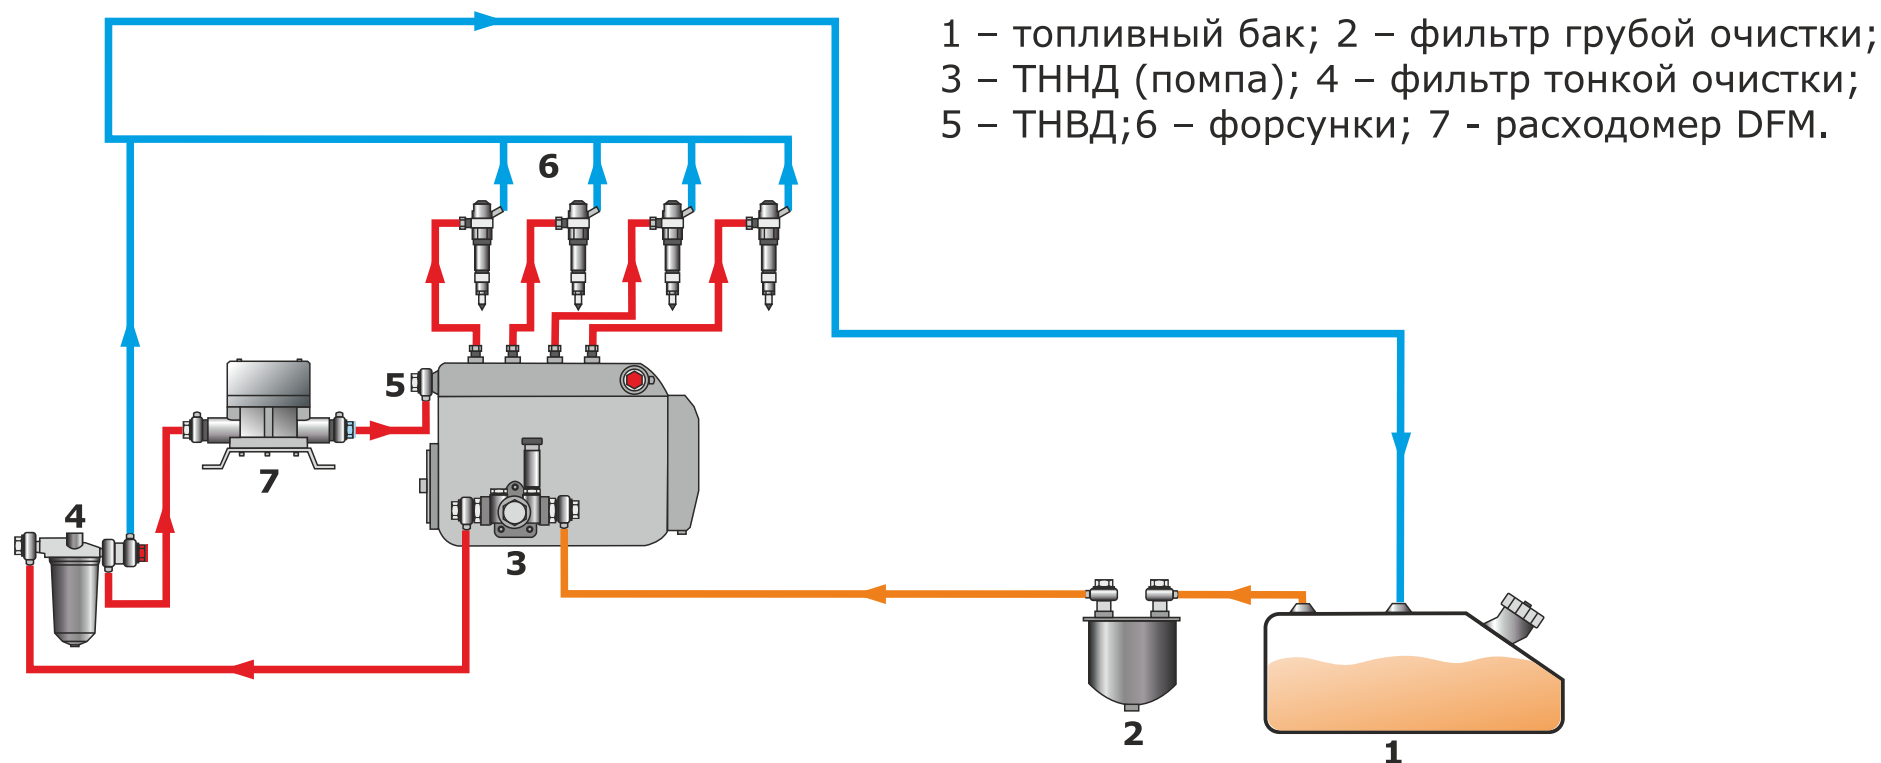 1 – топливный бак; 2 – фильтр грубой очистки;
3 – ТННД (помпа); 4 – фильтр тонкой очистки;
5 – ТНВД;6 – форсунки; 7 - расходомер DFM.
6
5
7
4
3
2
1